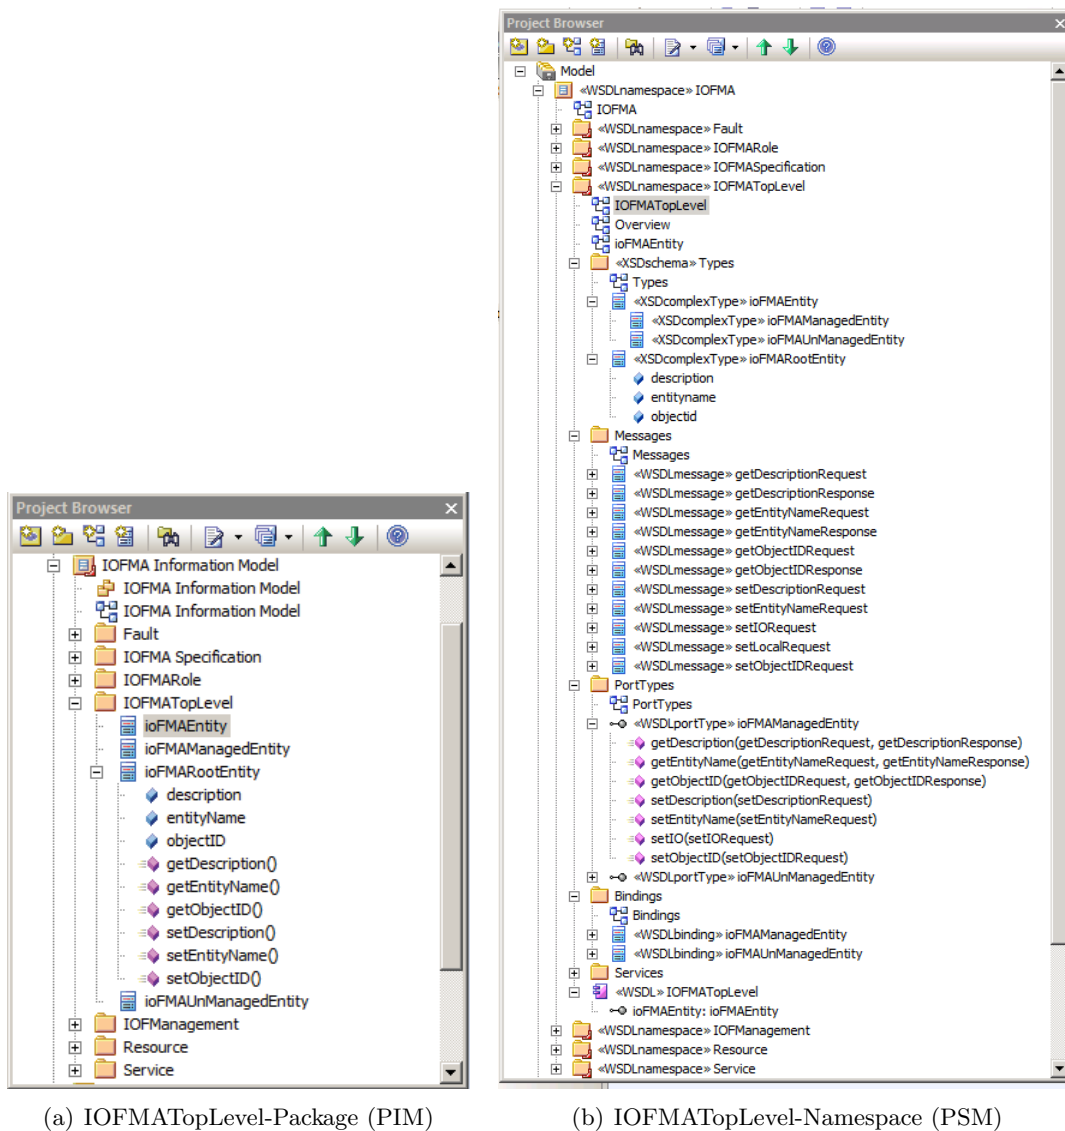 Project Browser
IOFMA Information Model
IOFMA Information Model
IOFMA Information Model
Fault
IOFMA Specification
IOFMARole
IOFMATopLevel
ioFMAEntity
ioFMAManagedEntity
ioFMARootEntity
description
entityName
objectID
getDescription()
getEntityName()
getObjectID()
setDescription()
setEntityName()
setObjectID()
ioFMAUnManagedEntity
IOFManagement
Resource
Service
(a) IOFMATopLevel-Package (PIM)
Project Browser
Model
«WSDLnamespace» IOFMA
IOFMA
«WSDLnamespace» Fault
«WSDLnamespace» IOFMARole
«WSDLnamespace» IOFMASpecification
«WSDLnamespace» IOFMATopLevel
IOFMATopLevel
Overview
ioFMAEntity
«XSDschema» Types
Types
«XSDcomplexType» ioFMAEntity
«XSDcomplexType» ioFMAManagedEntity
«XSDcomplexType» ioFMAUnManagedEntity
«XSDcomplexType» ioFMARootEntity
description
entityname
objectid
Messages
Messages
«WSDLmessage» getDescriptionRequest
«WSDLmessage» getDescriptionResponse
«WSDLmessage» getEntityNameRequest
«WSDLmessage» getEntityNameResponse
«WSDLmessage» getObjectIDRequest
«WSDLmessage» getObjectIDResponse
«WSDLmessage» setDescriptionRequest
«WSDLmessage» setEntityNameRequest
«WSDLmessage» setIORequest
«WSDLmessage» setLocalRequest
«WSDLmessage» setObjectIDRequest
PortTypes
PortTypes
«WSDLportType» ioFMAManagedEntity
getDescription(getDescriptionRequest, getDescriptionResponse)
getEntityName(getEntityNameRequest, getEntityNameResponse)
getObjectID(getObjectIDRequest, getObjectIDResponse)
setDescription(setDescriptionRequest)
setEntityName(setEntityNameRequest)
setIO(setIORequest)
setObjectID(setObjectIDRequest)
«WSDLportType» ioFMAUnManagedEntity
Bindings
Bindings
«WSDLbinding» ioFMAManagedEntity
«WSDLbinding» ioFMAUnManagedEntity
Services
«WSDL» IOFMATopLevel
ioFMAEntity: ioFMAEntity
«WSDLnamespace» IOFManagement
«WSDLnamespace» Resource
«WSDLnamespace» Service
(b) IOFMATopLevel-Namespace (PSM)